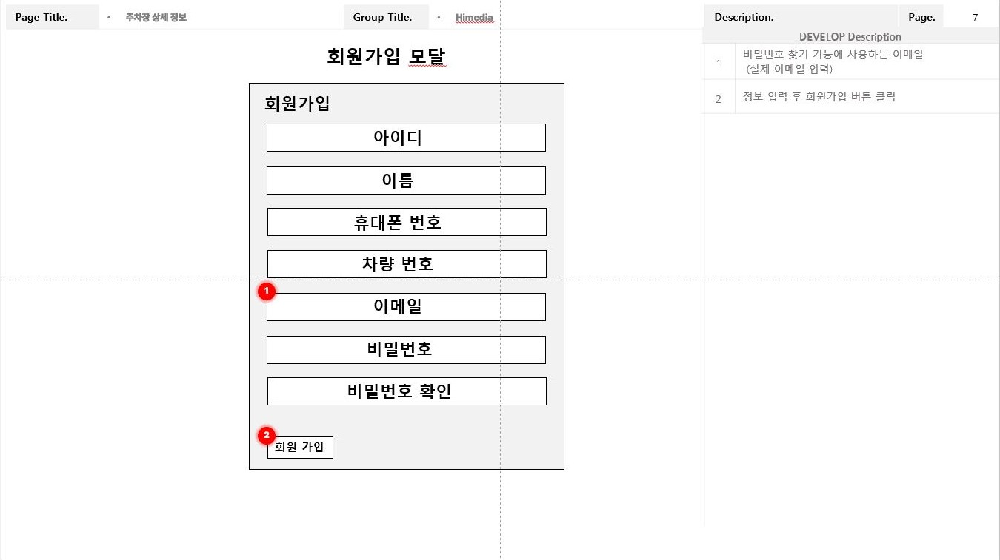 Page Title. • 주차장 상세 정보 Group Title. • Himedia Description. Page. 7
DEVELOP Description
1 비밀번호 찾기 기능에 사용하는 이메일
(실제 이메일 입력)
2 정보 입력 후 회원가입 버튼 클릭
회원가입 모달
회원가입
아이디
이름
휴대폰 번호
차량 번호
1
이메일
비밀번호
비밀번호 확인
2
회원 가입